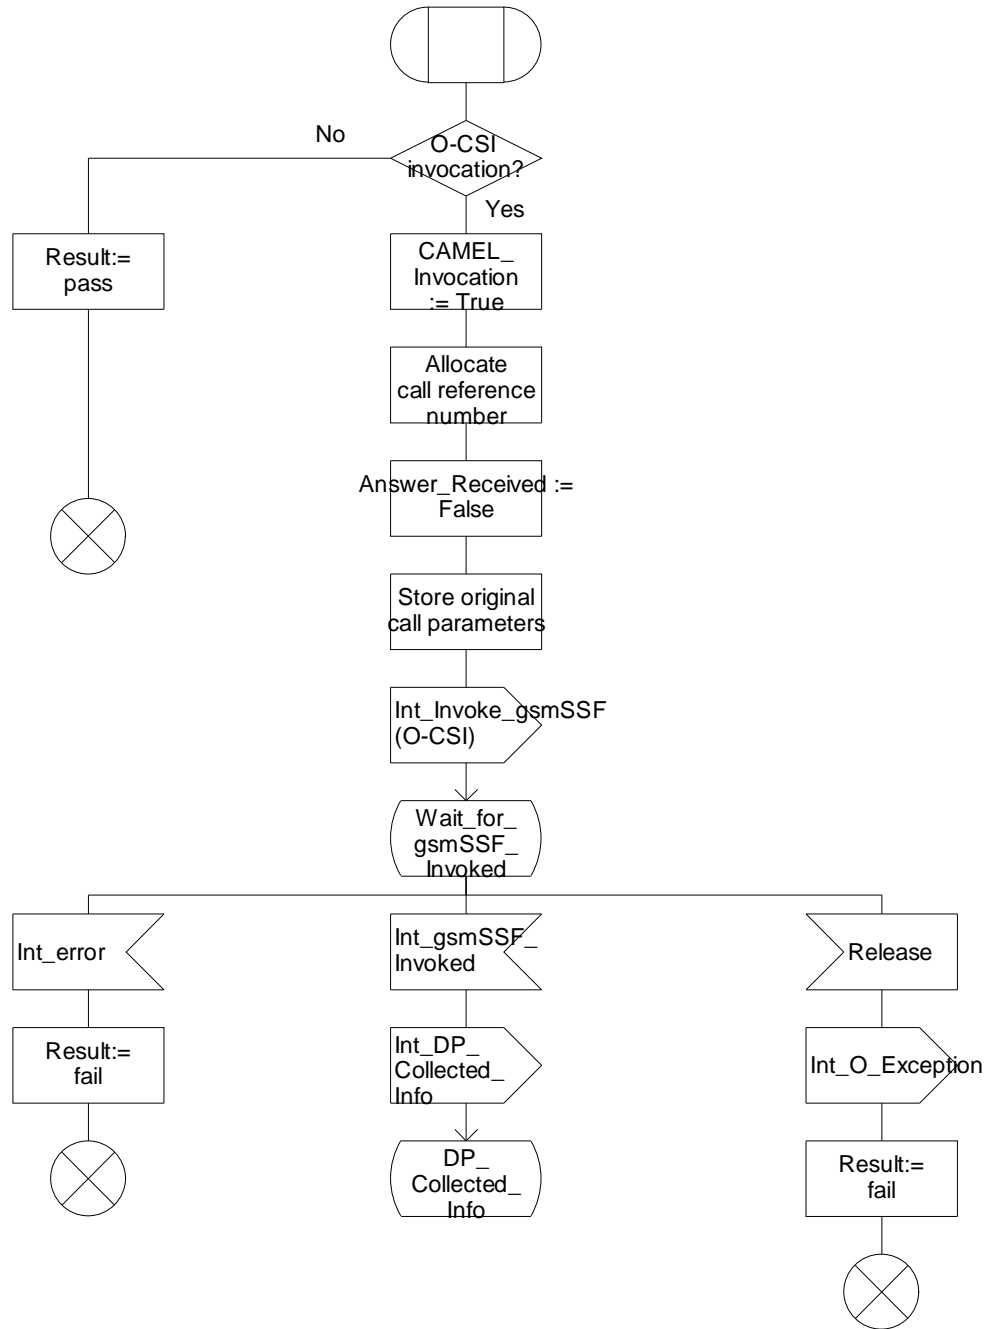 O-CSI
invocation?
No
Yes
Result:=
pass
CAMEL_
Invocation
:= True
Allocate
call reference
number
Answer_Received :=
False
Store original
call parameters
Int_Invoke_gsmSSF
(O-CSI)
Wait_for_
gsmSSF_
Invoked
Int_error
Int_gsmSSF_
Invoked
Release
Result:=
fail
Int_DP_
Collected_
Info
Int_O_Exception
DP_
Collected_
Info
Result:=
fail